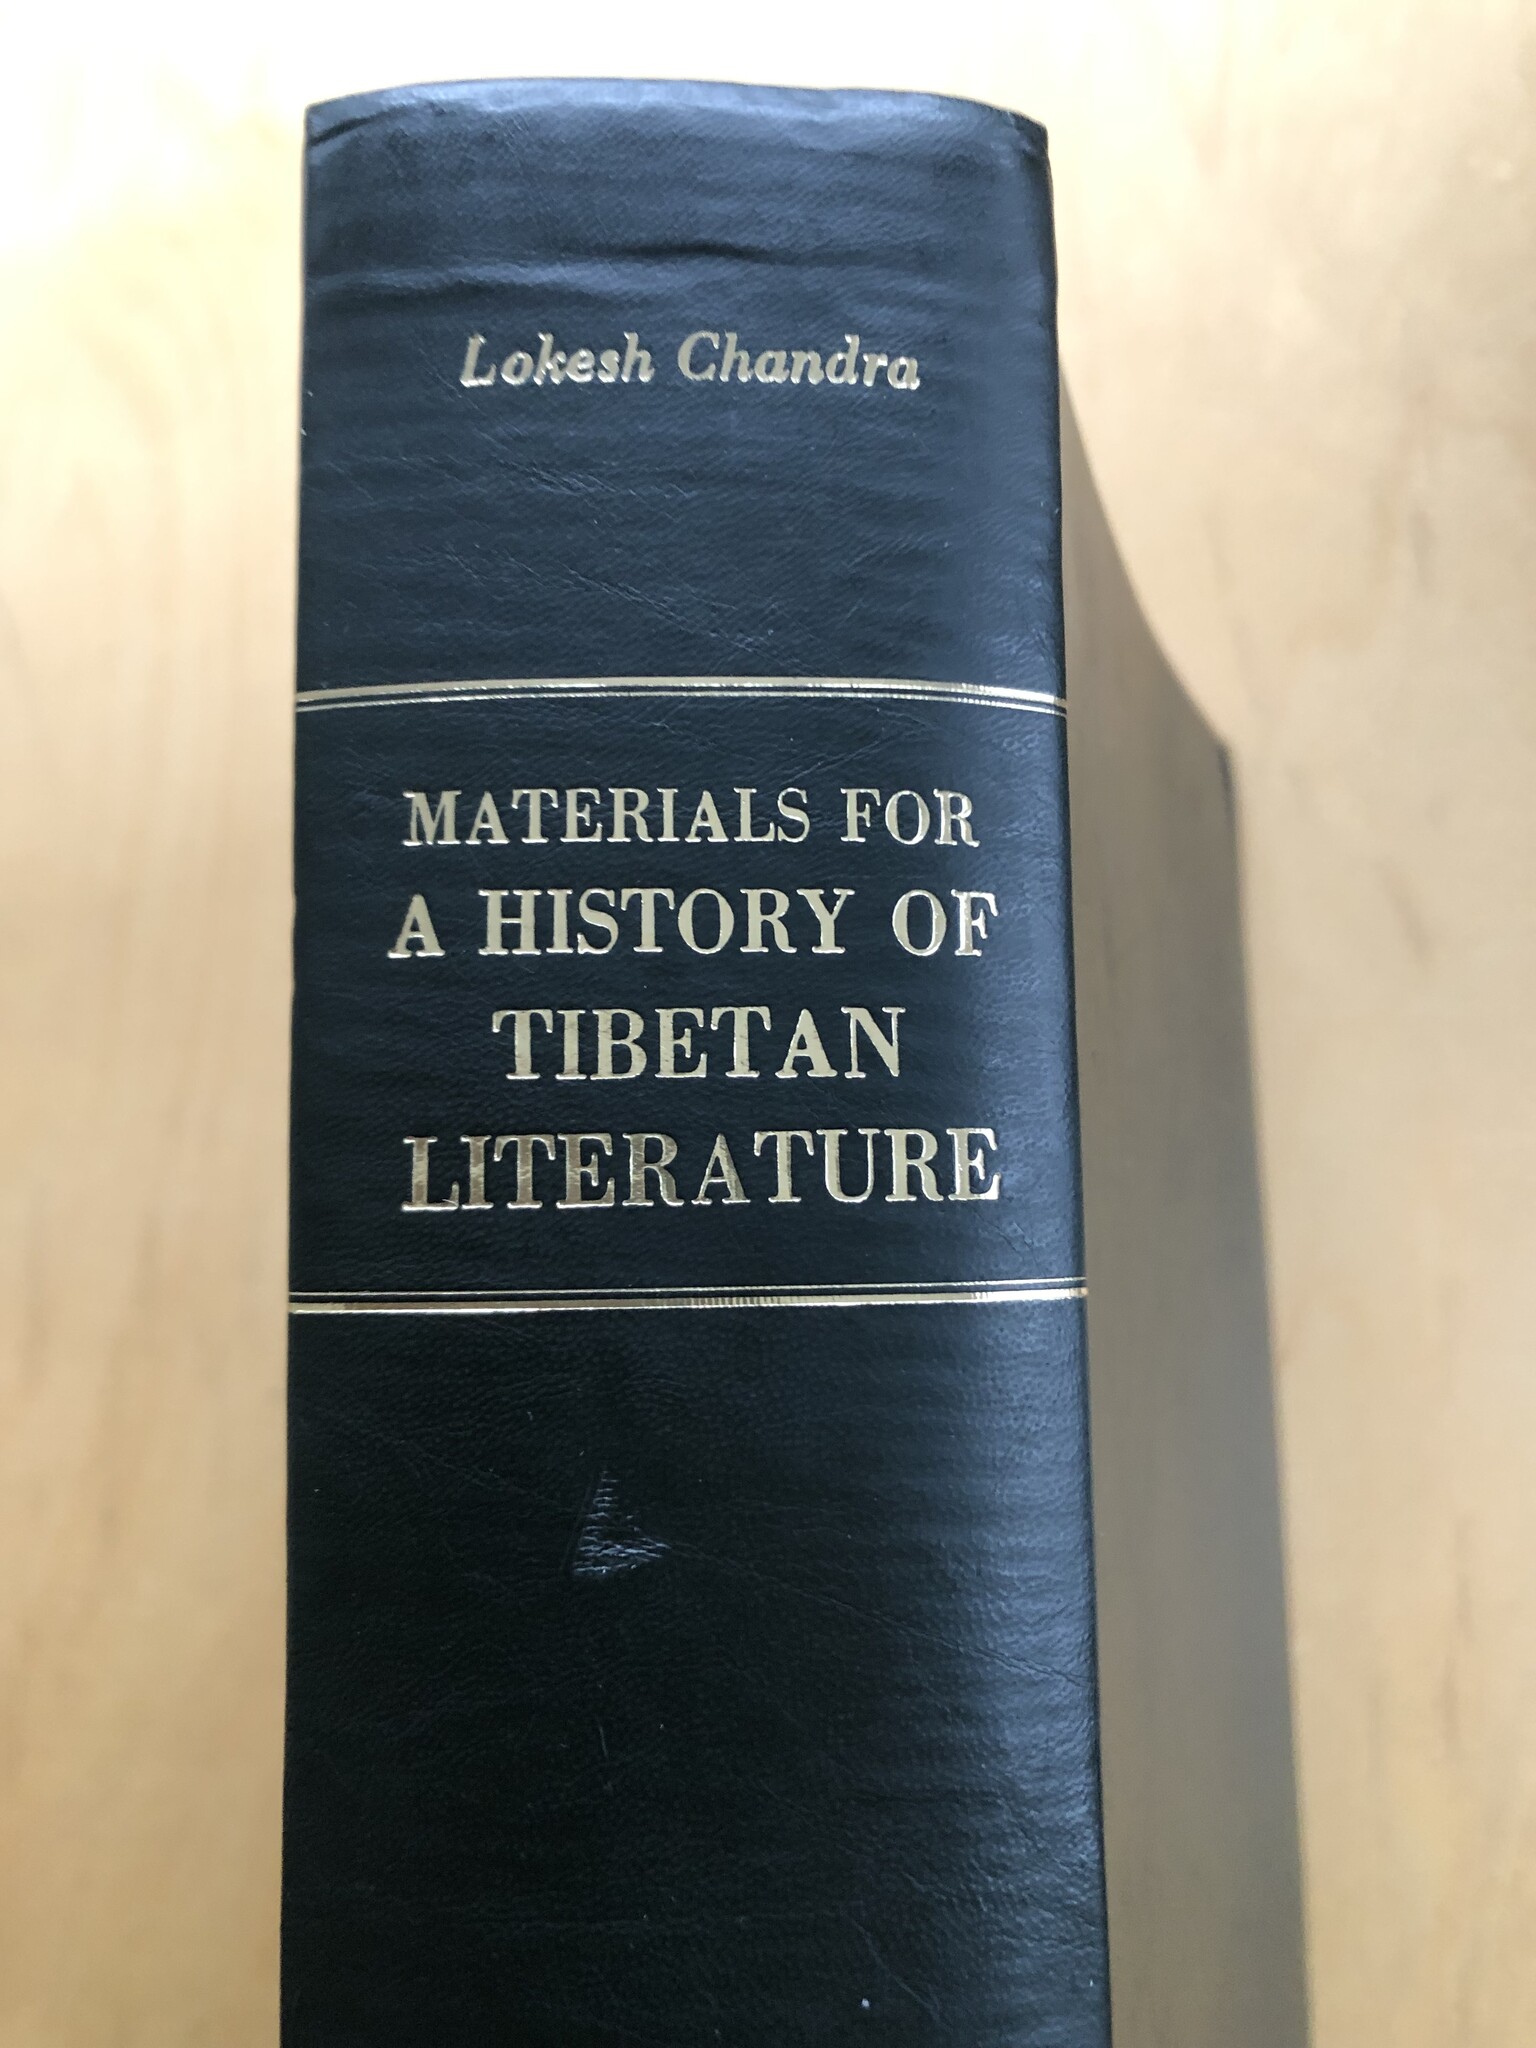 Lokesh Chandra
MATERIALS FOR
A HISTORY OF
TIBETAN
LITERATURE